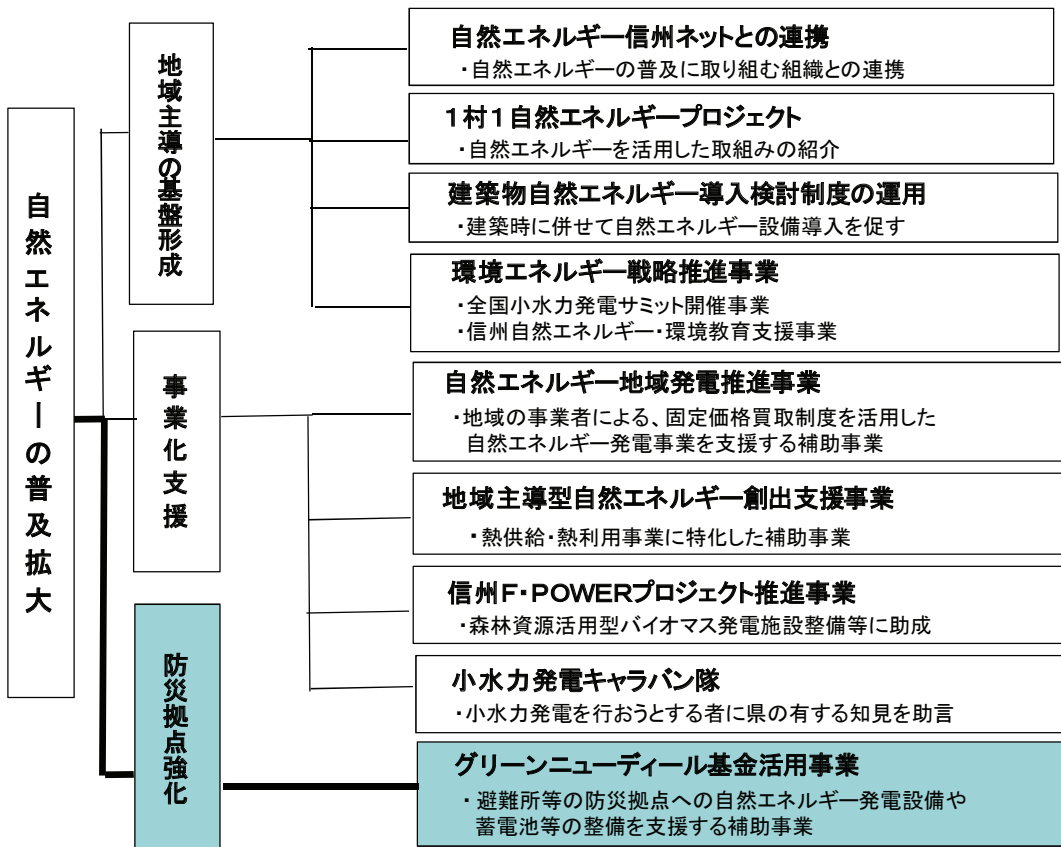 自然エネルギーの普及拡大
地域主導の基盤形成
自然エネルギー信州ネットとの連携
・自然エネルギーの普及に取り組む組織との連携
1村1自然エネルギープロジェクト
・自然エネルギーを活用した取組みの紹介
建築物自然エネルギー導入検討制度の運用
・建築時に併せて自然エネルギー設備導入を促す
環境エネルギー戦略推進事業
・全国小水力発電サミット開催事業
・信州自然エネルギー・環境教育支援事業
事業化支援
自然エネルギー地域発電推進事業
・地域の事業者による、固定価格買取制度を活用した
自然エネルギー発電事業を支援する補助事業
地域主導型自然エネルギー創出支援事業
・熱供給・熱利用事業に特化した補助事業
信州F・POWERプロジェクト推進事業
・森林資源活用型バイオマス発電施設整備等に助成
小水力発電キャラバン隊
・小水力発電を行おうとする者に県の有する知見を助言
防災拠点強化
グリーンニューディール基金活用事業
・避難所等の防災拠点への自然エネルギー発電設備や
蓄電池等の整備を支援する補助事業